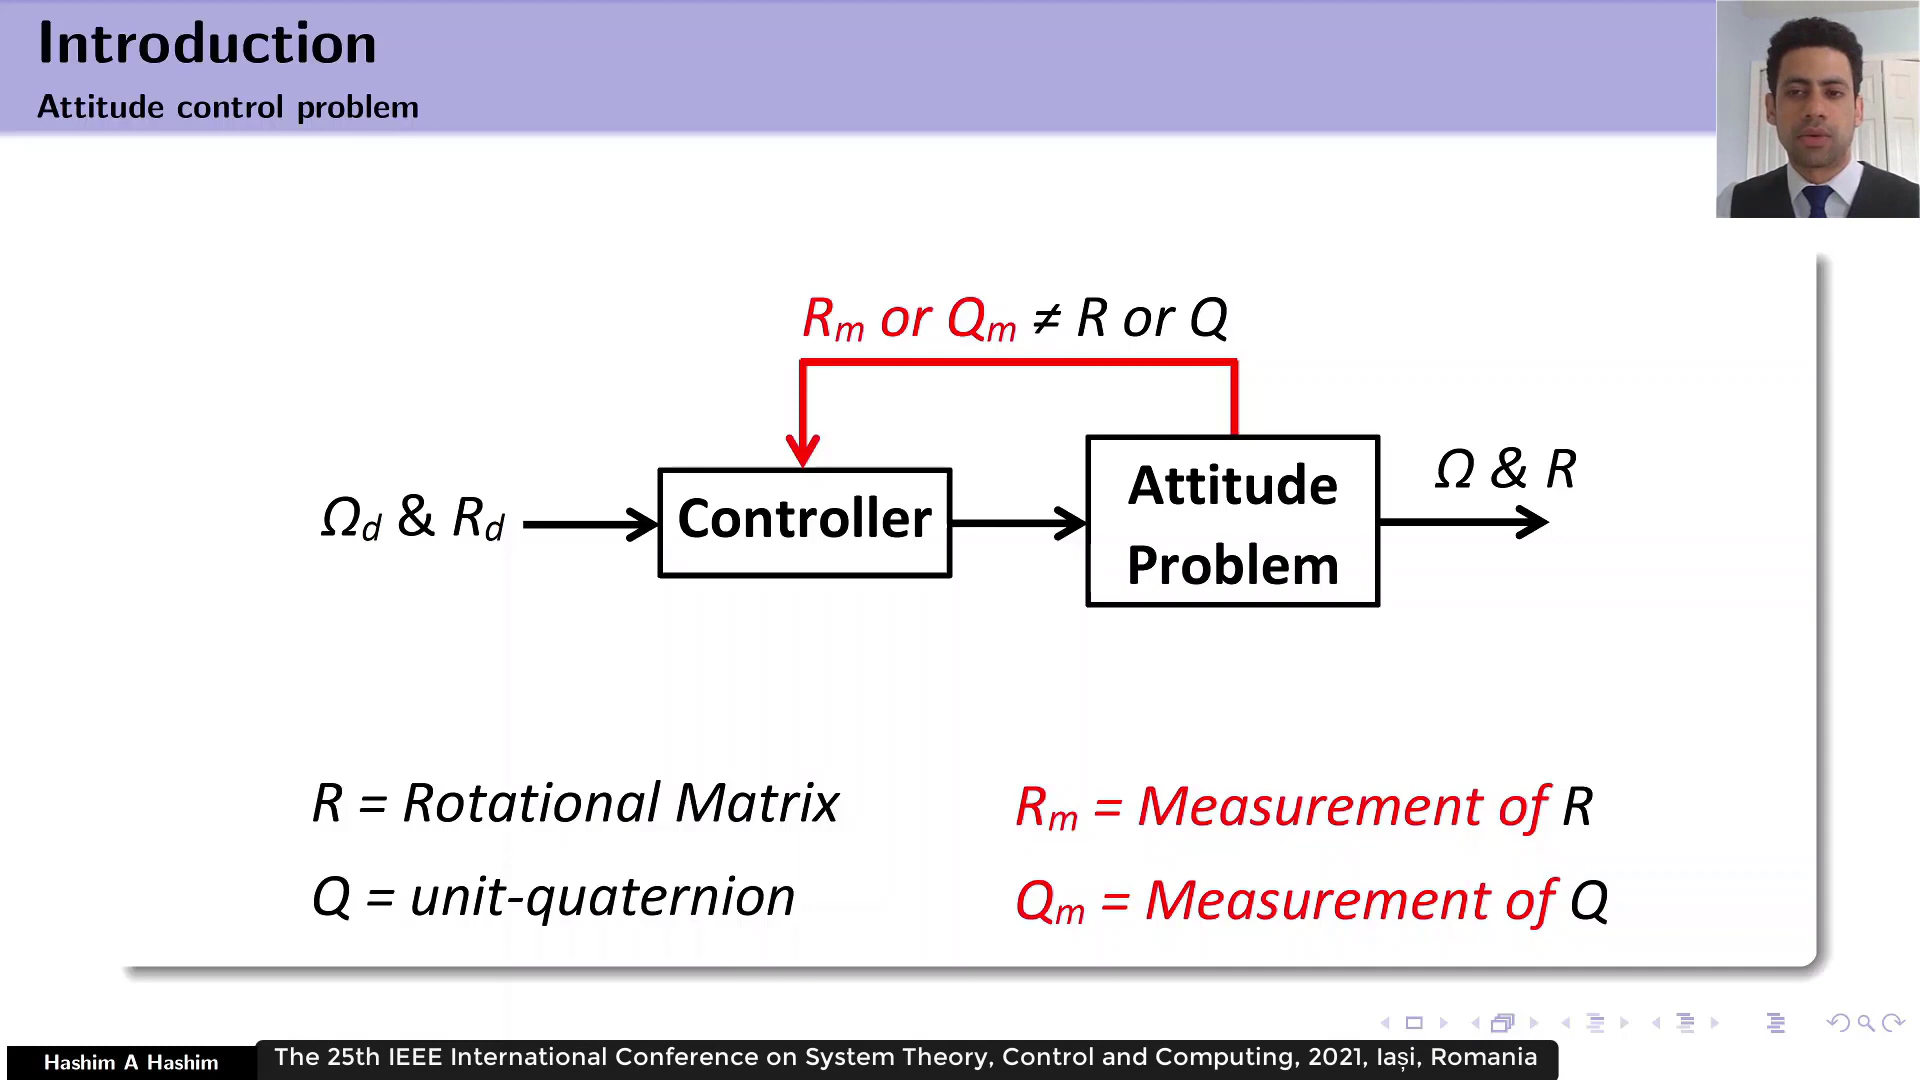 Introduction
Attitude control problem
Rm or Qm ≠ R or Q
Ωd & Rd
Controller
Attitude
Problem
Ω & R
R = Rotational Matrix
Rm = Measurement of R
Q = unit-quaternion
Qm = Measurement of Q
Hashim A Hashim
The 25th IEEE International Conference on System Theory, Control and Computing, 2021, Iași, Romania